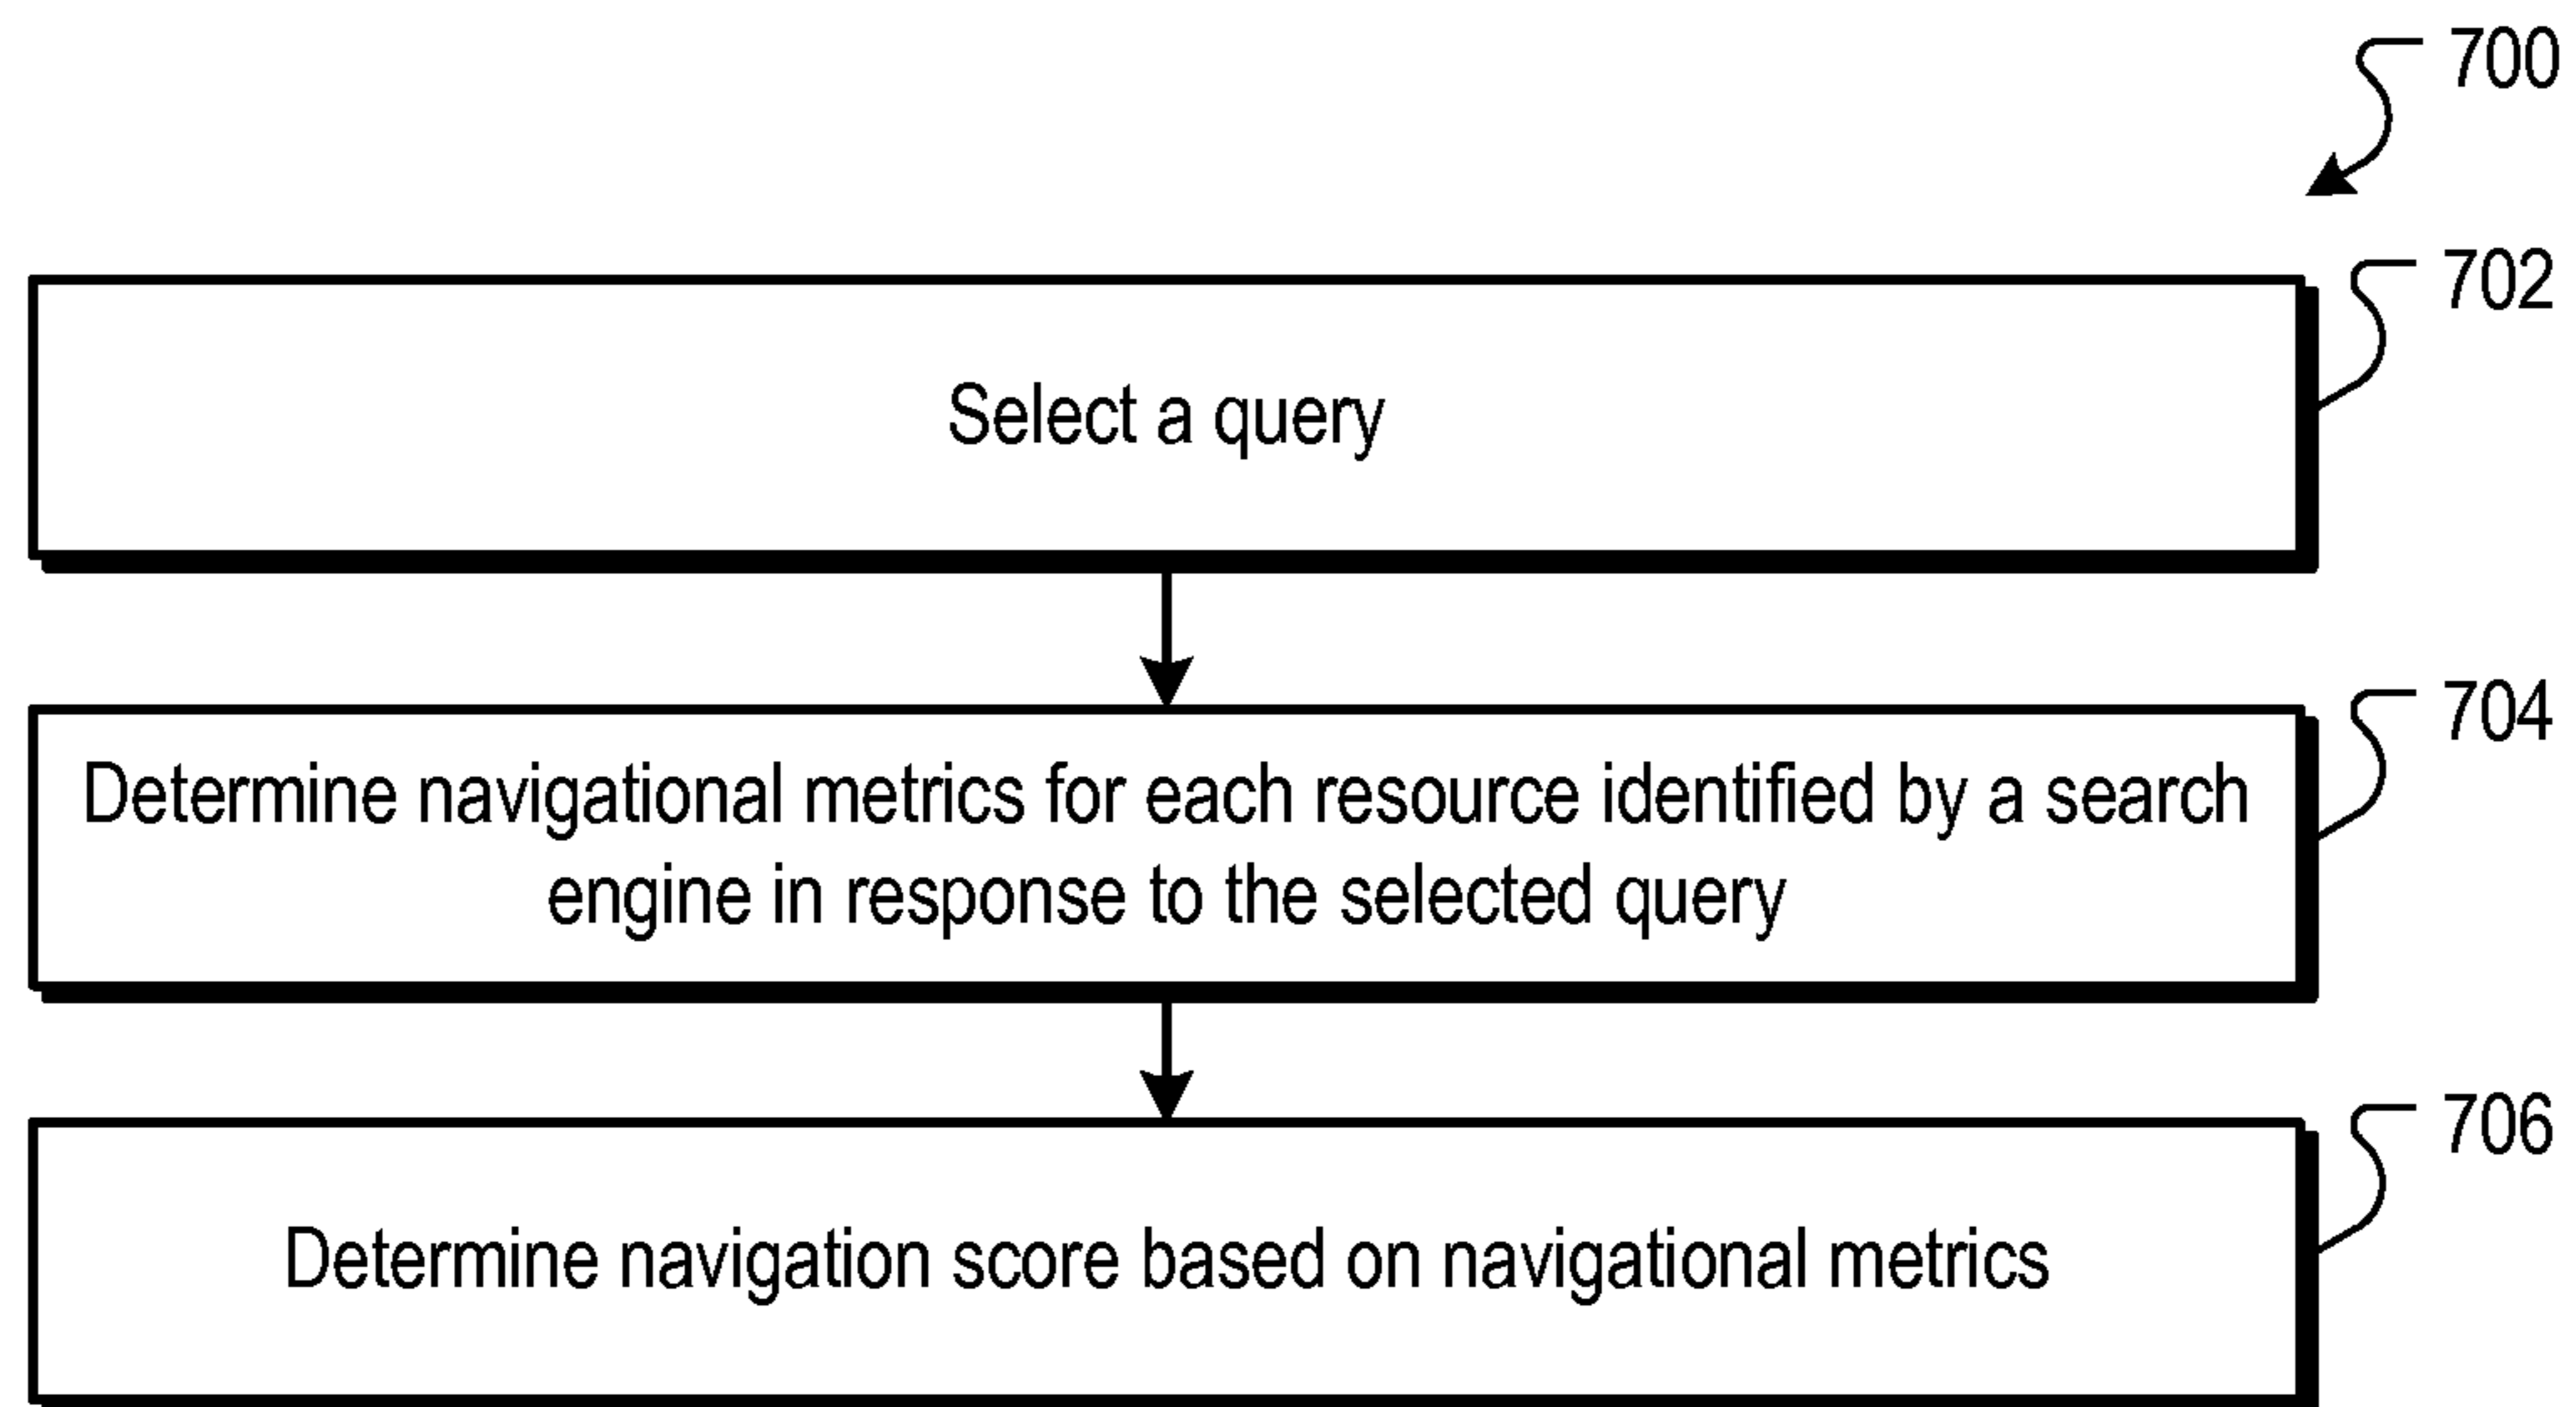 700
702
Select a query
704
Determine navigational metrics for each resource identified by a search
engine in response to the selected query
706
Determine navigation score based on navigational metrics